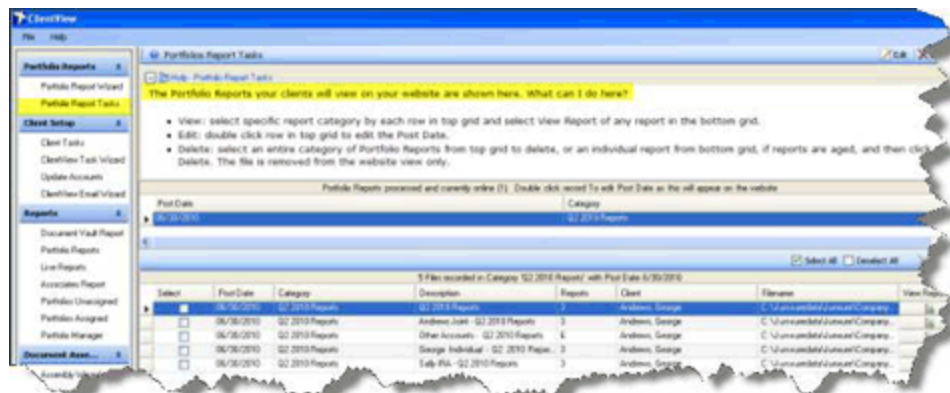 ClientView
File Help
Portfolio Reports
Portfolio Report Wizard
Portfolio Report Tasks
Client Setup
Client Tasks
ClientView Task Wizard
Update Accounts
ClientView Email Wizard
Reports
Document Vault Report
Portfolio Reports
Live Reports
Associates Report
Portfolios Unassigned
Portfolios Assigned
Portfolio Manager
Document Asse...
Assembly Wizard
Portfolios Report Tasks
Edit
Help - Portfolio Report Tasks
The Portfolio Reports your clients will view on your website are shown here. What can I do here?
• View: select specific report category by each row in top grid and select View Report of any report in the bottom grid.
• Edit: double click row in top grid to edit the Post Date.
• Delete: select an entire category of Portfolio Reports from top grid to delete, or an individual report from bottom grid, if reports are aged, and then click
Delete. The file is removed from the website view only.
Portfolio Reports processed and currently online (1). Double click record To edit Post Date as this will appear on the website
Post Date Category
06/30/2010 Q2 2010 Reports
Select All Deselect All
5 Files recorded in Category 'Q2 2010 Reports' with Post Date 6/30/2010
Select Post Date Category Description Reports Client Filename View Repo
06/30/2010 Q2 2010 Reports Q2 2010 Reports 3 Andrews, George
06/30/2010 Q2 2010 Reports Andrews Joint - Q2 2010 Reports 3 Andrews, George
06/30/2010 Q2 2010 Reports Other Accounts - Q2 2010 Reports 6 Andrews, George
06/30/2010 Q2 2010 Reports George Individual - Q2 2010 Repor... 3 Andrews, George
06/30/2010 Q2 2010 Reports Sally IRA - Q2 2010 Reports 3 Andrews, George